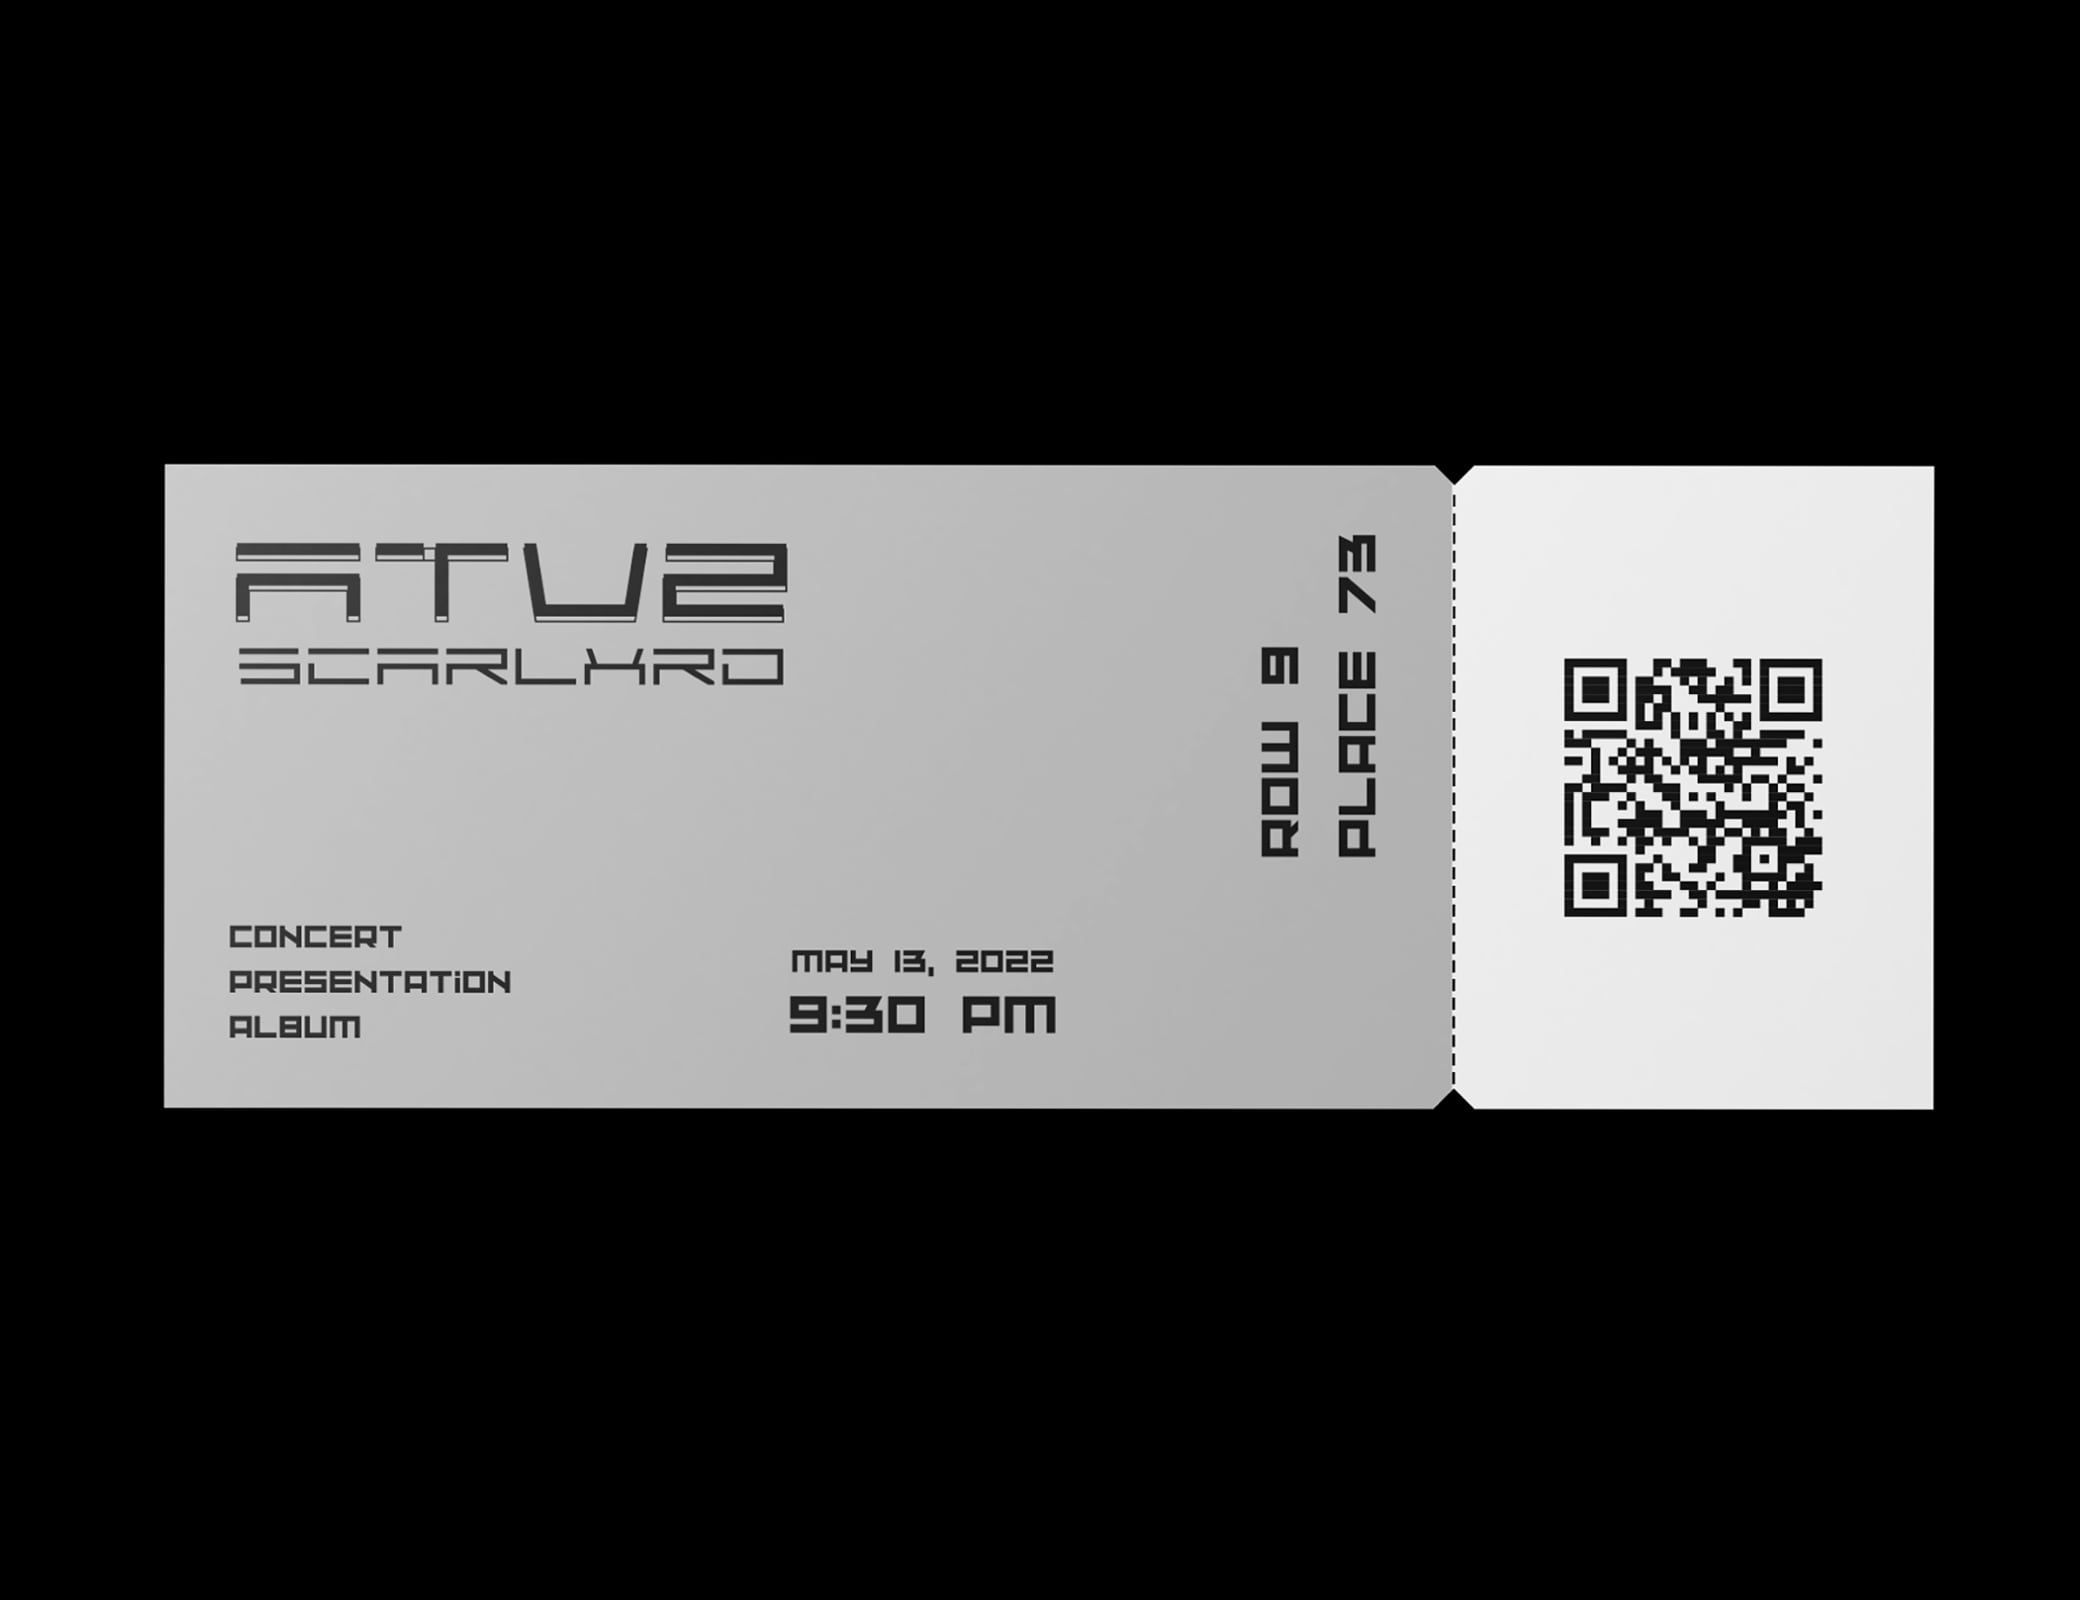 ATV2
SCARLXRD
CONCERT
PRESENTATiON
ALBUM
MAY 13, 2022
9:30 PM
ROW 9
PLACE 73